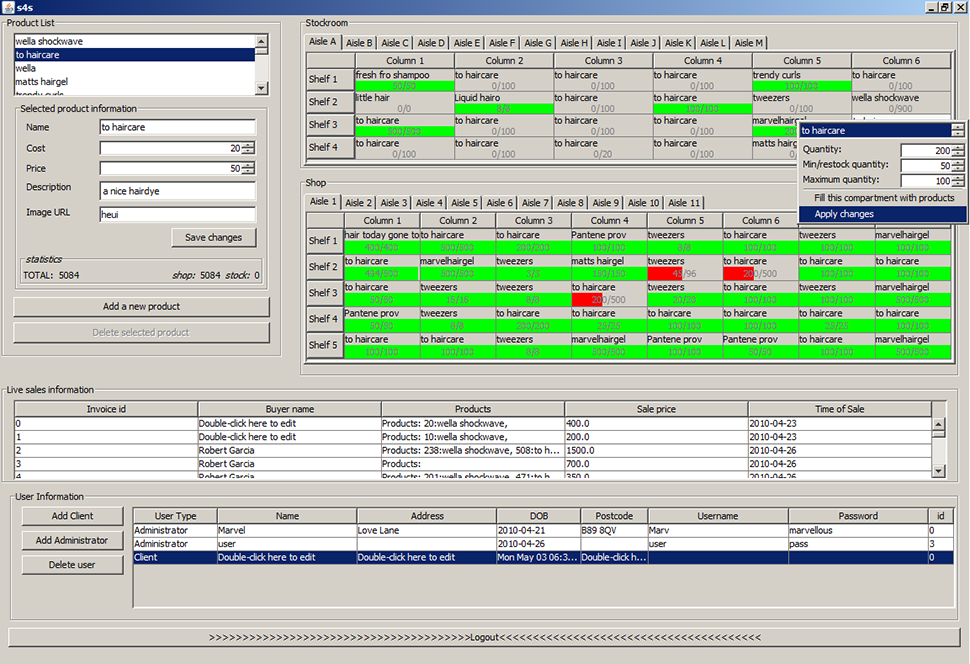 s4s
Product List
wella shockwave
to haircare
wella
matts hairgel
trendy curls
Selected product information
Name to haircare
Cost 20
Price 50
Description a nice hairdye
Image URL heui
Save changes
statistics
TOTAL: 5084 shop: 5084 stock: 0
Add a new product
Delete selected product
Stockroom
Aisle A Aisle B Aisle C Aisle D Aisle E Aisle F Aisle G Aisle H Aisle I Aisle J Aisle K Aisle L Aisle M
Column 1 Column 2 Column 3 Column 4 Column 5 Column 6
Shelf 1 fresh fro shampoo to haircare to haircare to haircare trendy curls to haircare
0/100 0/100 0/100 100/100 0/100
Shelf 2 little hair Liquid hairo to haircare to haircare tweezers wella shockwave
0/0 8/8 0/100 100/100 0/100 0/900
Shelf 3 to haircare to haircare to haircare to haircare marvelhairgel
500/500 0/100 0/100 0/100
Shelf 4 to haircare to haircare to haircare to haircare matts hairg
0/100 0/100 0/20 0/100
to haircare
Quantity: 200
Min/restock quantity: 50
Maximum quantity: 100
Fill this compartment with products
Apply changes
Shop
Aisle 1 Aisle 2 Aisle 3 Aisle 4 Aisle 5 Aisle 6 Aisle 7 Aisle 8 Aisle 9 Aisle 10 Aisle 11
Column 1 Column 2 Column 3 Column 4 Column 5 Column 6
Shelf 1 hair today gone to to haircare to haircare Pantene prov tweezers to haircare to haircare marvelhairgel
400/400 500/500 200/200 100/100 8/8 100/100 100/100 500/500
Shelf 2 to haircare marvelhairgel tweezers matts hairgel tweezers to haircare to haircare to haircare
500/500 150/150 45/96 200/500 100/100 100/100
Shelf 3 to haircare tweezers tweezers to haircare tweezers to haircare to haircare marvelhairgel
50/50 8/8 200/500 20/20 100/100 100/100 500/500
Shelf 4 Pantene prov tweezers to haircare to haircare to haircare to haircare to haircare to haircare
50/50 8/8 200/200 25/25 100/100 100/100 25/25 100/100
Shelf 5 to haircare to haircare tweezers marvelhairgel Pantene prov Pantene prov to haircare marvelhairgel
100/100 100/100 8/8 500/500 100/100 50/50 100/100 500/500
Live sales information
Invoice id Buyer name Products Sale price Time of Sale
0 Double-click here to edit Products: 20:wella shockwave, 400.0 2010-04-23
1 Double-click here to edit Products: 10:wella shockwave, 200.0 2010-04-23
2 Robert Garcia Products: 238:wella shockwave, 508:to h... 1500.0 2010-04-26
3 Robert Garcia Products: 700.0 2010-04-26
4 Robert Garcia Products: 201:wella shockwave, 471:to h... 350.0 2010-04-26
User Information
Add Client
Add Administrator
Delete user
User Type Name Address DOB Postcode Username Password id
Administrator Marvel Love Lane 2010-04-21 B89 8QV Marv marvellous 0
Administrator user 2010-04-26 user pass 3
Client Double-click here to edit Double-click here to edit Mon May 03 06:3... Double-click h... 0
>>>>>>>>>>>>>>>>>>>>>>>>>>>>>>>>>>>>>>>Logout<<<<<<<<<<<<<<<<<<<<<<<<<<<<<<<<<<<<<<<